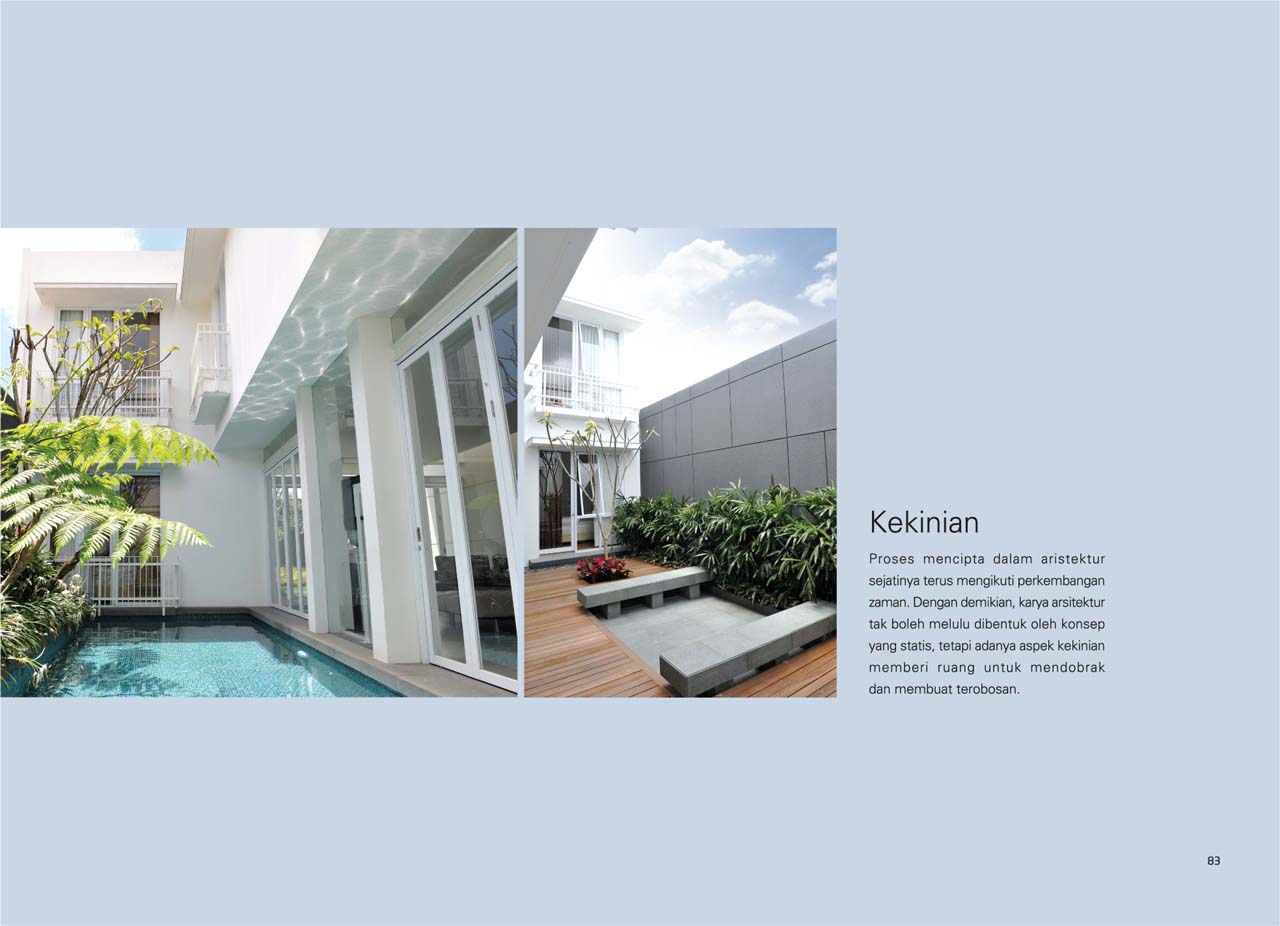 Kekinian
Proses mencipta dalam aristektur
sejatinya terus mengikuti perkembangan
zaman. Dengan demikian, karya arsitektur
tak boleh melulu dibentuk oleh konsep
yang statis, tetapi adanya aspek kekinian
memberi ruang untuk mendobrak
dan membuat terobosan.
83